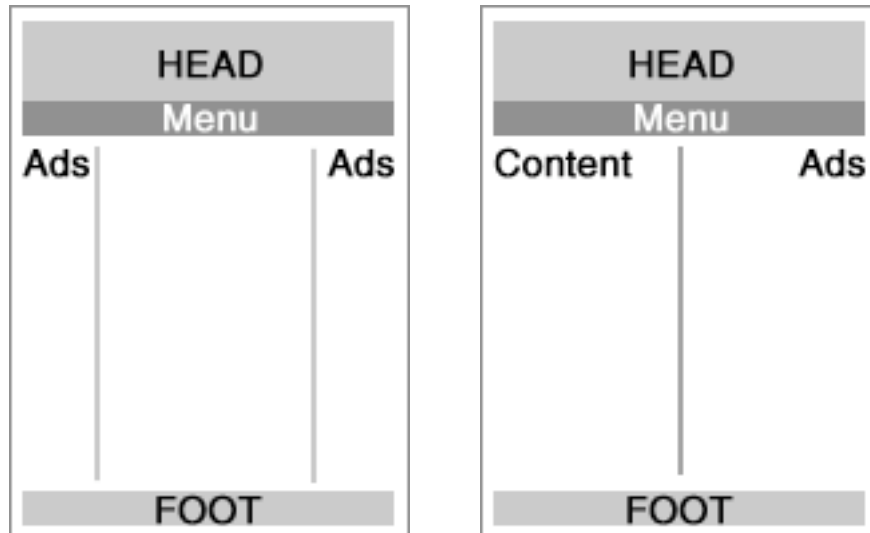 HEAD
Menu
Ads Ads
FOOT
HEAD
Menu
Content Ads
FOOT